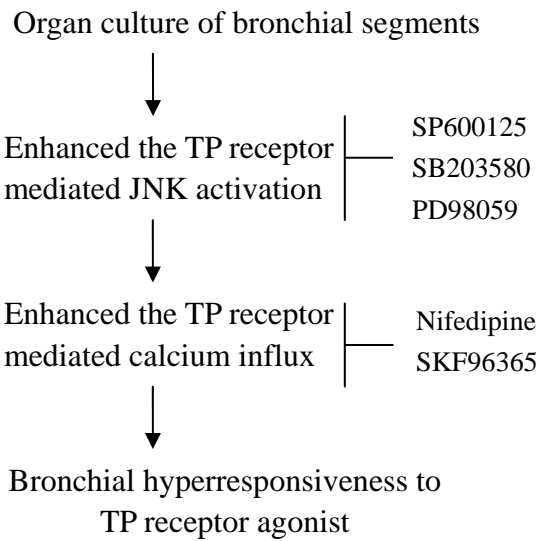 Organ culture of bronchial segments
Enhanced the TP receptor
mediated JNK activation
SP600125
SB203580
PD98059
Enhanced the TP receptor
mediated calcium influx
Nifedipine
SKF96365
Bronchial hyperresponsiveness to
TP receptor agonist